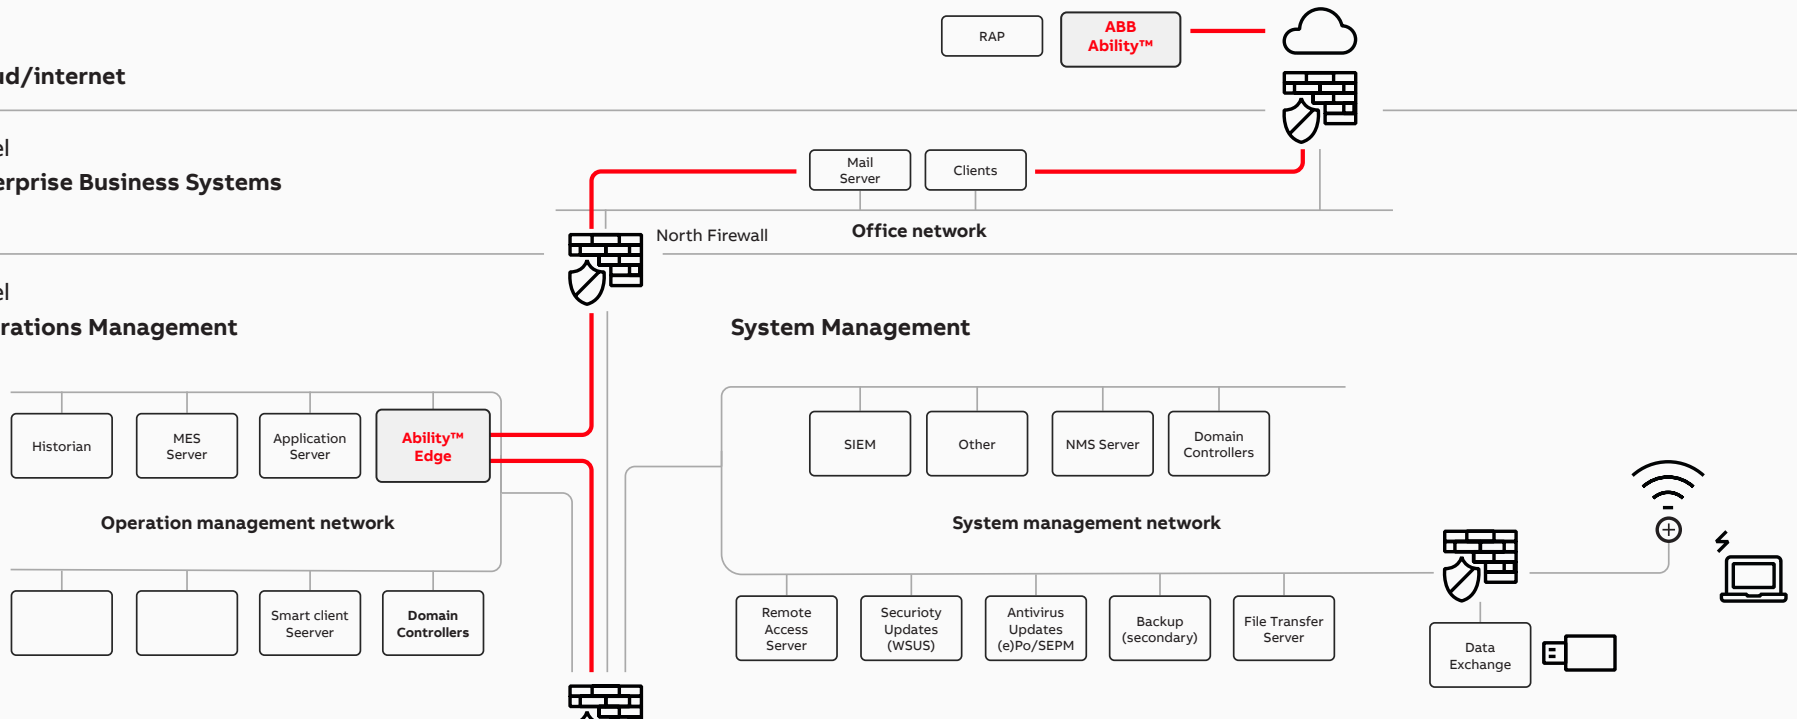 RAP
ABB
Ability™
ud/internet
el
erprise Business Systems
Mail
Server
Clients
North Firewall
Office network
el
rations Management
System Management
Historian
MES
Server
Application
Server
Ability™
Edge
SIEM
Other
NMS Server
Domain
Controllers
Operation management network
System management network
Smart client
Seerver
Domain
Controllers
Remote
Access
Server
Securioty
Updates
(WSUS)
Antivirus
Updates
(e)Po/SEPM
Backup
(secondary)
File Transfer
Server
Data
Exchange